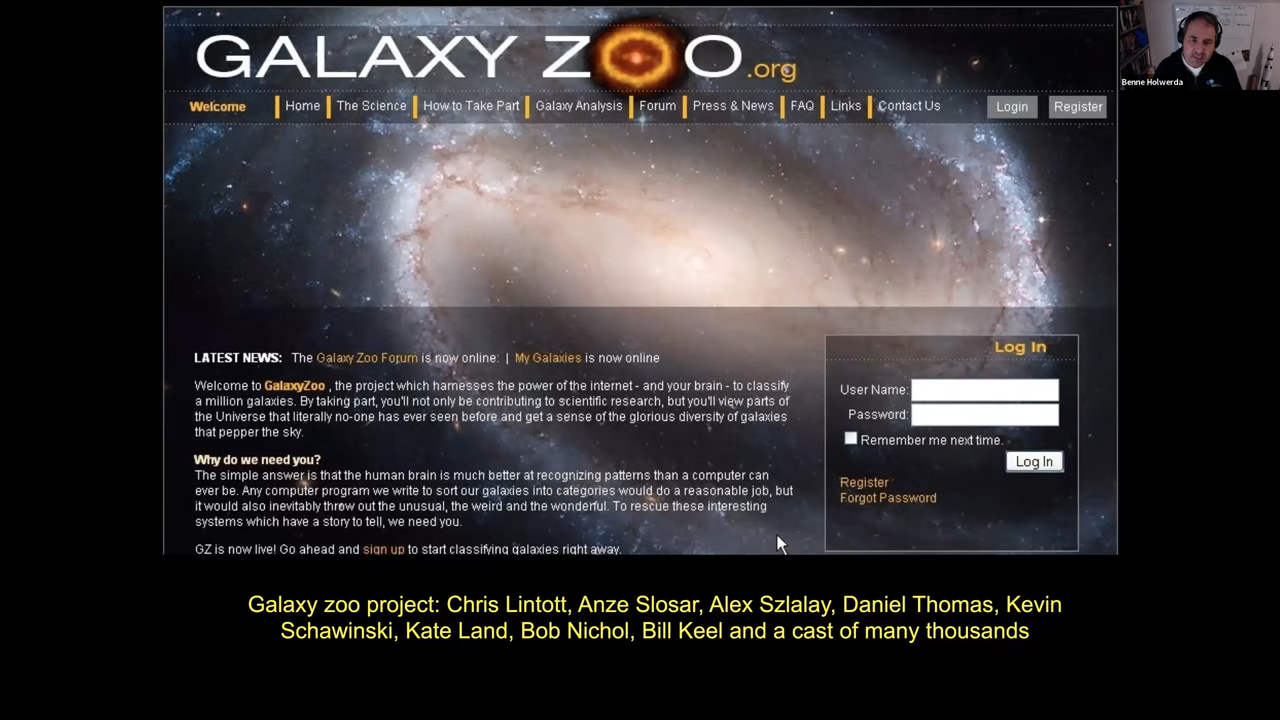 GALAXY ZOO.org
Benne Holwerda
Welcome | Home | The Science | How to Take Part | Galaxy Analysis | Forum | Press & News | FAQ | Links | Contact Us Login Register
LATEST NEWS: The Galaxy Zoo Forum is now online: | My Galaxies is now online
Welcome to GalaxyZoo , the project which harnesses the power of the internet - and your brain - to classify
a million galaxies. By taking part, you'll not only be contributing to scientific research, but you'll view parts of
the Universe that literally no-one has ever seen before and get a sense of the glorious diversity of galaxies
that pepper the sky.
Why do we need you?
The simple answer is that the human brain is much better at recognizing patterns than a computer can
ever be. Any computer program we write to sort our galaxies into categories would do a reasonable job, but
it would also inevitably throw out the unusual, the weird and the wonderful. To rescue these interesting
systems which have a story to tell, we need you.
GZ is now live! Go ahead and sign up to start classifying galaxies right away.
Log In
User Name:
Password:
Remember me next time.
Log In
Register
Forgot Password
Galaxy zoo project: Chris Lintott, Anze Slosar, Alex Szlalay, Daniel Thomas, Kevin
Schawinski, Kate Land, Bob Nichol, Bill Keel and a cast of many thousands